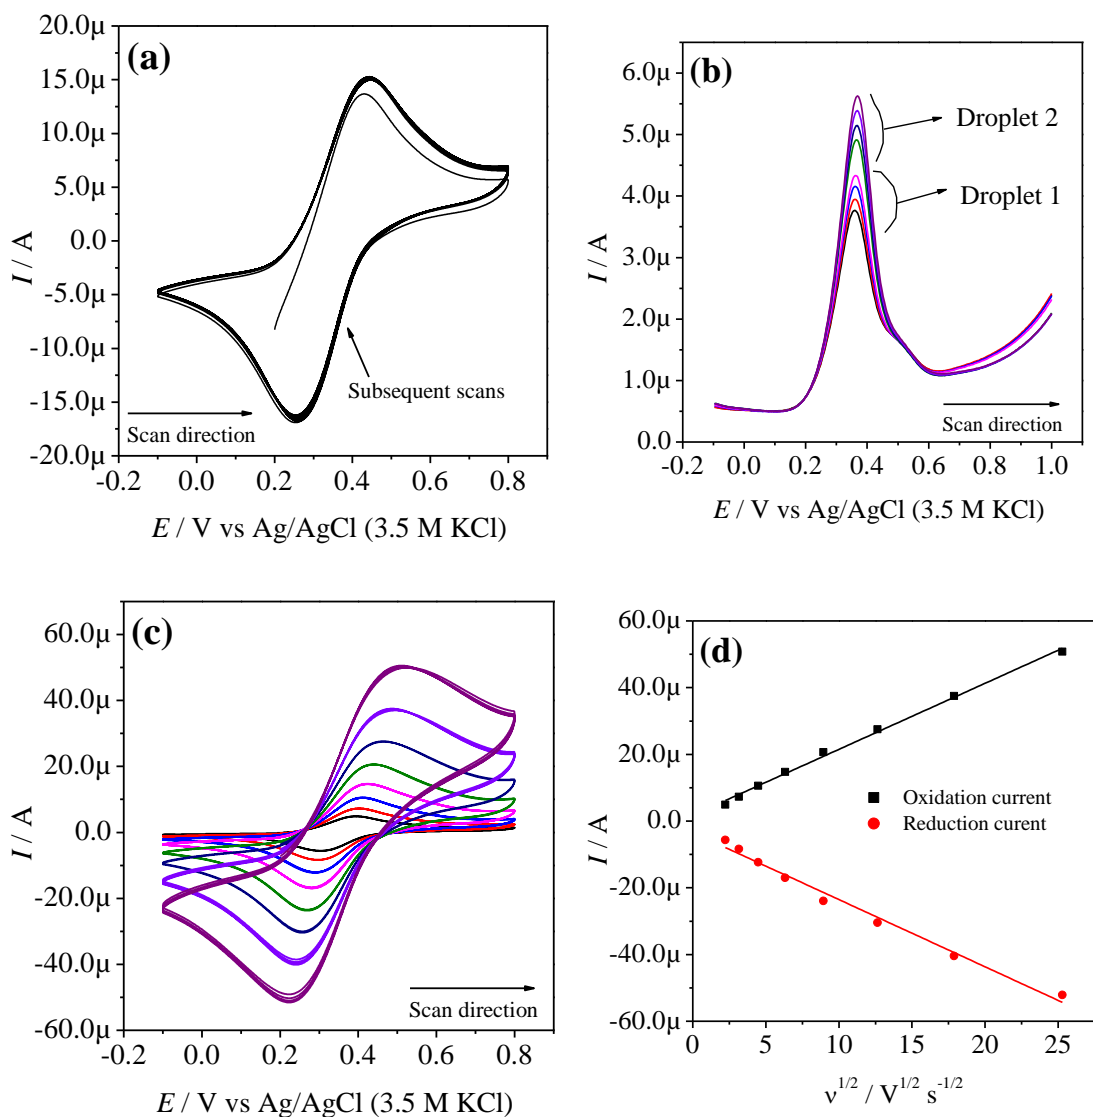 (a)
20.0µ
15.0µ
10.0µ
5.0µ
0.0
-5.0µ
-10.0µ
-15.0µ
-20.0µ
I / A
Subsequent scans
Scan direction
-0.2 0.0 0.2 0.4 0.6 0.8
E / V vs Ag/AgCl (3.5 M KCl)
(b)
6.0µ
5.0µ
4.0µ
3.0µ
2.0µ
1.0µ
0.0
I / A
Droplet 2
Droplet 1
Scan direction
-0.2 0.0 0.2 0.4 0.6 0.8 1.0
E / V vs Ag/AgCl (3.5 M KCl)
(c)
60.0µ
40.0µ
20.0µ
0.0
-20.0µ
-40.0µ
-60.0µ
I / A
Scan direction
-0.2 0.0 0.2 0.4 0.6 0.8
E / V vs Ag/AgCl (3.5 M KCl)
(d)
60.0µ
40.0µ
20.0µ
0.0
-20.0µ
-40.0µ
-60.0µ
I / A
Oxidation current
Reduction curent
0 5 10 15 20 25
ν1/2 / V1/2 s-1/2